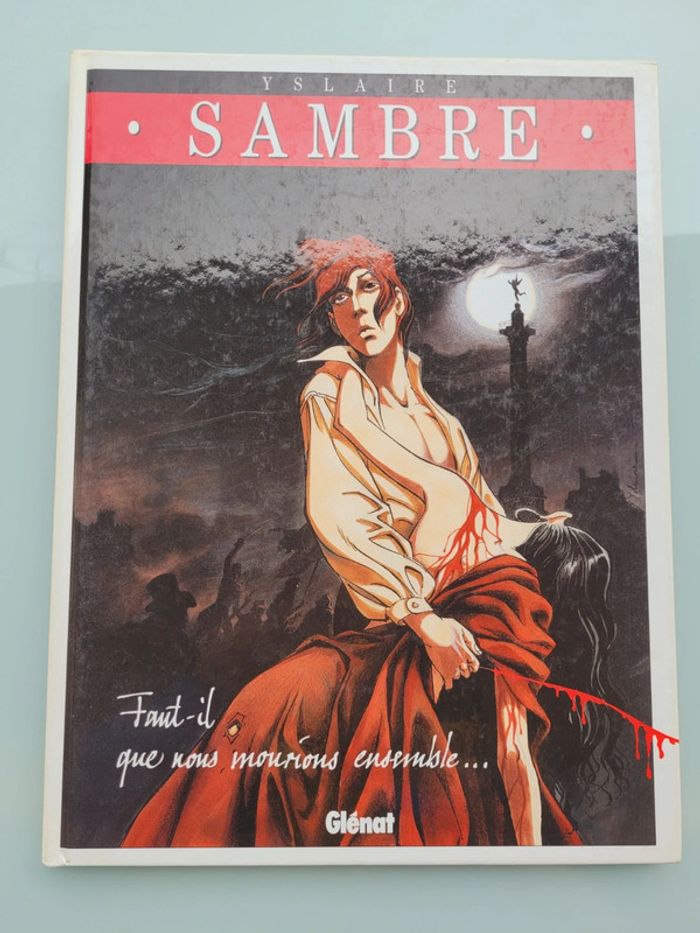 YSLAIRE
• SAMBRE •
Faut-il
que nous mourions ensemble...
Glénat